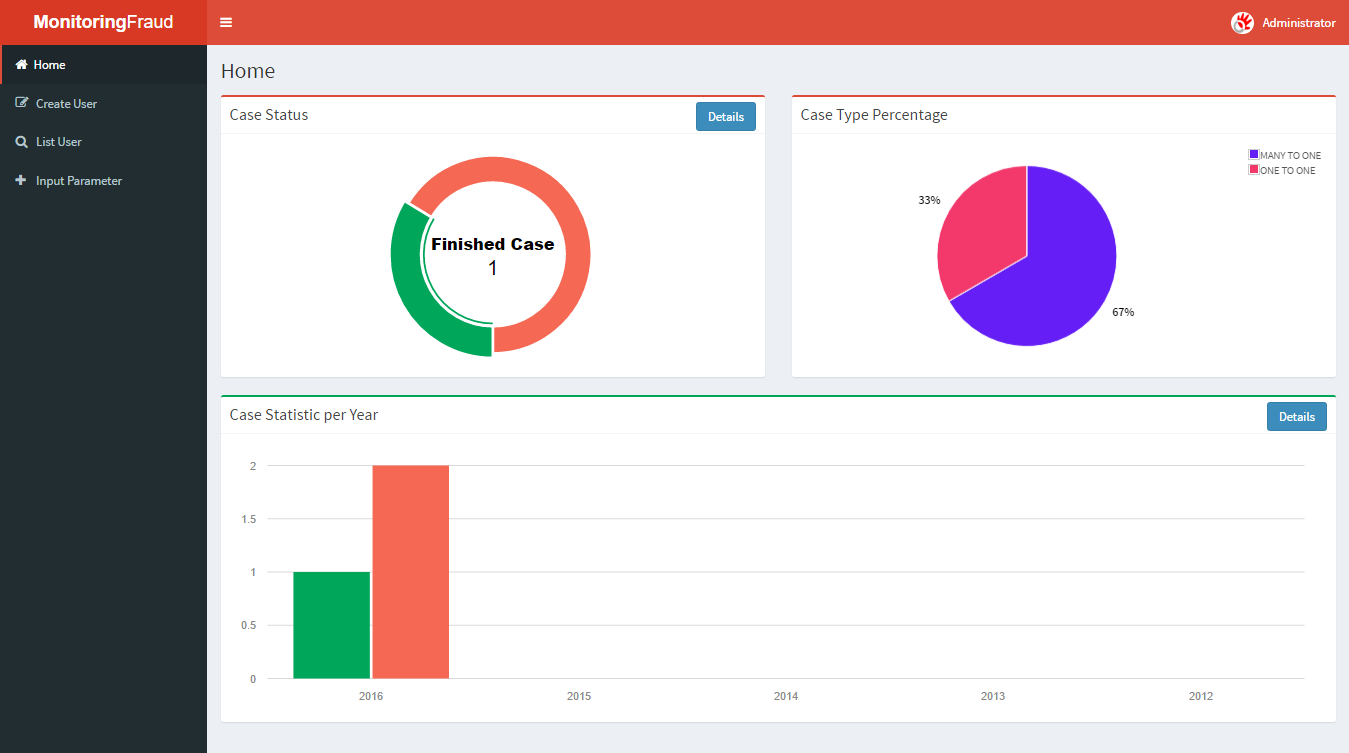 MonitoringFraud
Administrator
Home
Create User
List User
Input Parameter
Home
Case Status
Details
Finished Case
1
Case Type Percentage
MANY TO ONE
ONE TO ONE
33%
67%
Case Statistic per Year
Details
2
1.5
1
0.5
0
2016 2015 2014 2013 2012